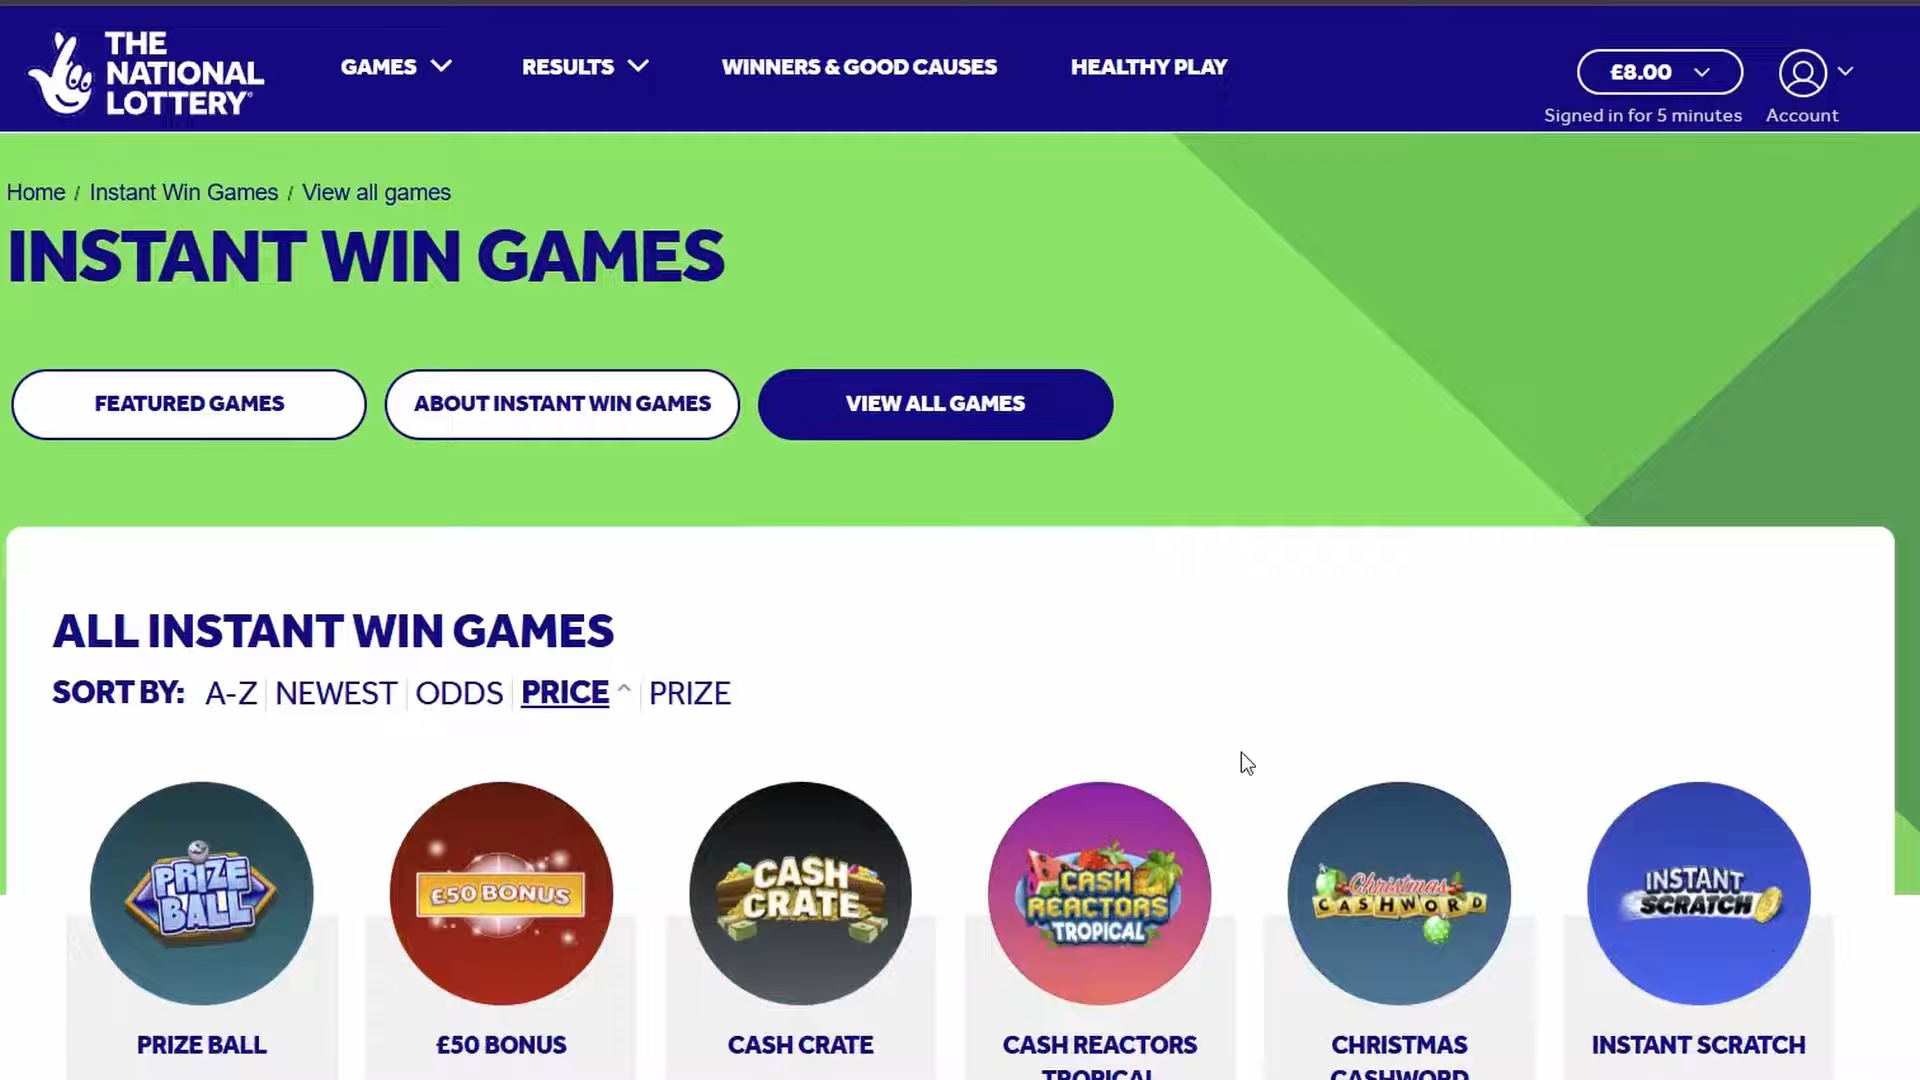 THE
NATIONAL
LOTTERY
GAMES
RESULTS
WINNERS & GOOD CAUSES
HEALTHY PLAY
£8.00
Signed in for 5 minutes
Account
Home / Instant Win Games / View all games
INSTANT WIN GAMES
FEATURED GAMES
ABOUT INSTANT WIN GAMES
VIEW ALL GAMES
ALL INSTANT WIN GAMES
SORT BY: A-Z NEWEST ODDS PRICE ^ PRIZE
PRIZE
BALL
£50 BONUS
CASH
CRATE
CASH
REACTORS
TROPICAL
Christmas
CASHWORD
INSTANT
SCRATCH
PRIZE BALL
£50 BONUS
CASH CRATE
CASH REACTORS
TROPICAL
CHRISTMAS
CASHWORD
INSTANT SCRATCH